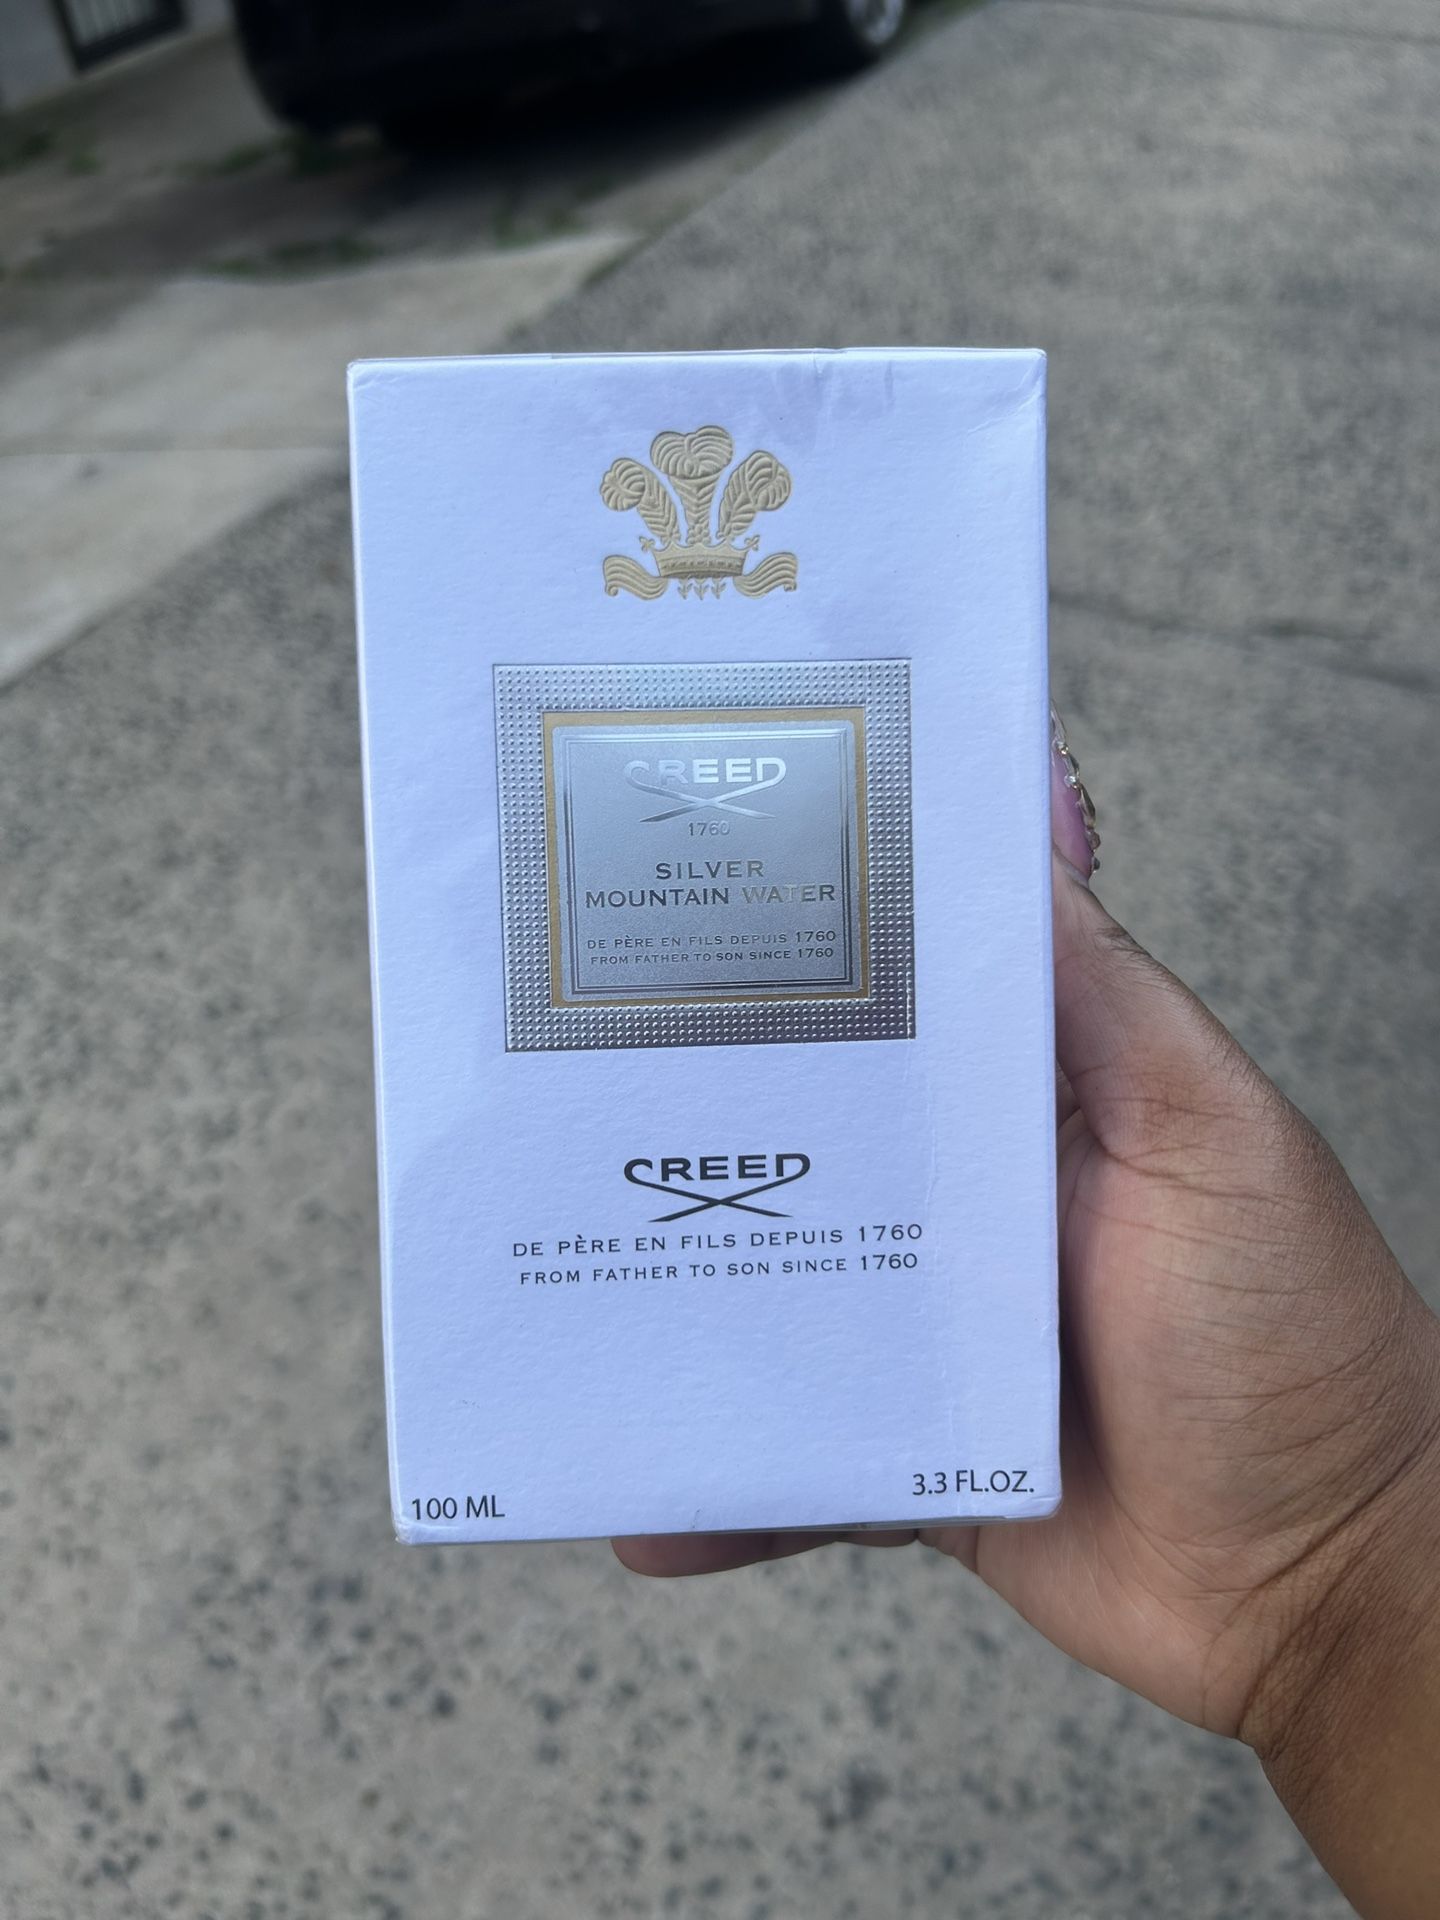 CREED
1760
SILVER
MOUNTAIN WATER
DE PÈRE EN FILS DEPUIS 1760
FROM FATHER TO SON SINCE 1760
CREED
DE PÈRE EN FILS DEPUIS 1760
FROM FATHER TO SON SINCE 1760
100 ML
3.3 FL.OZ.